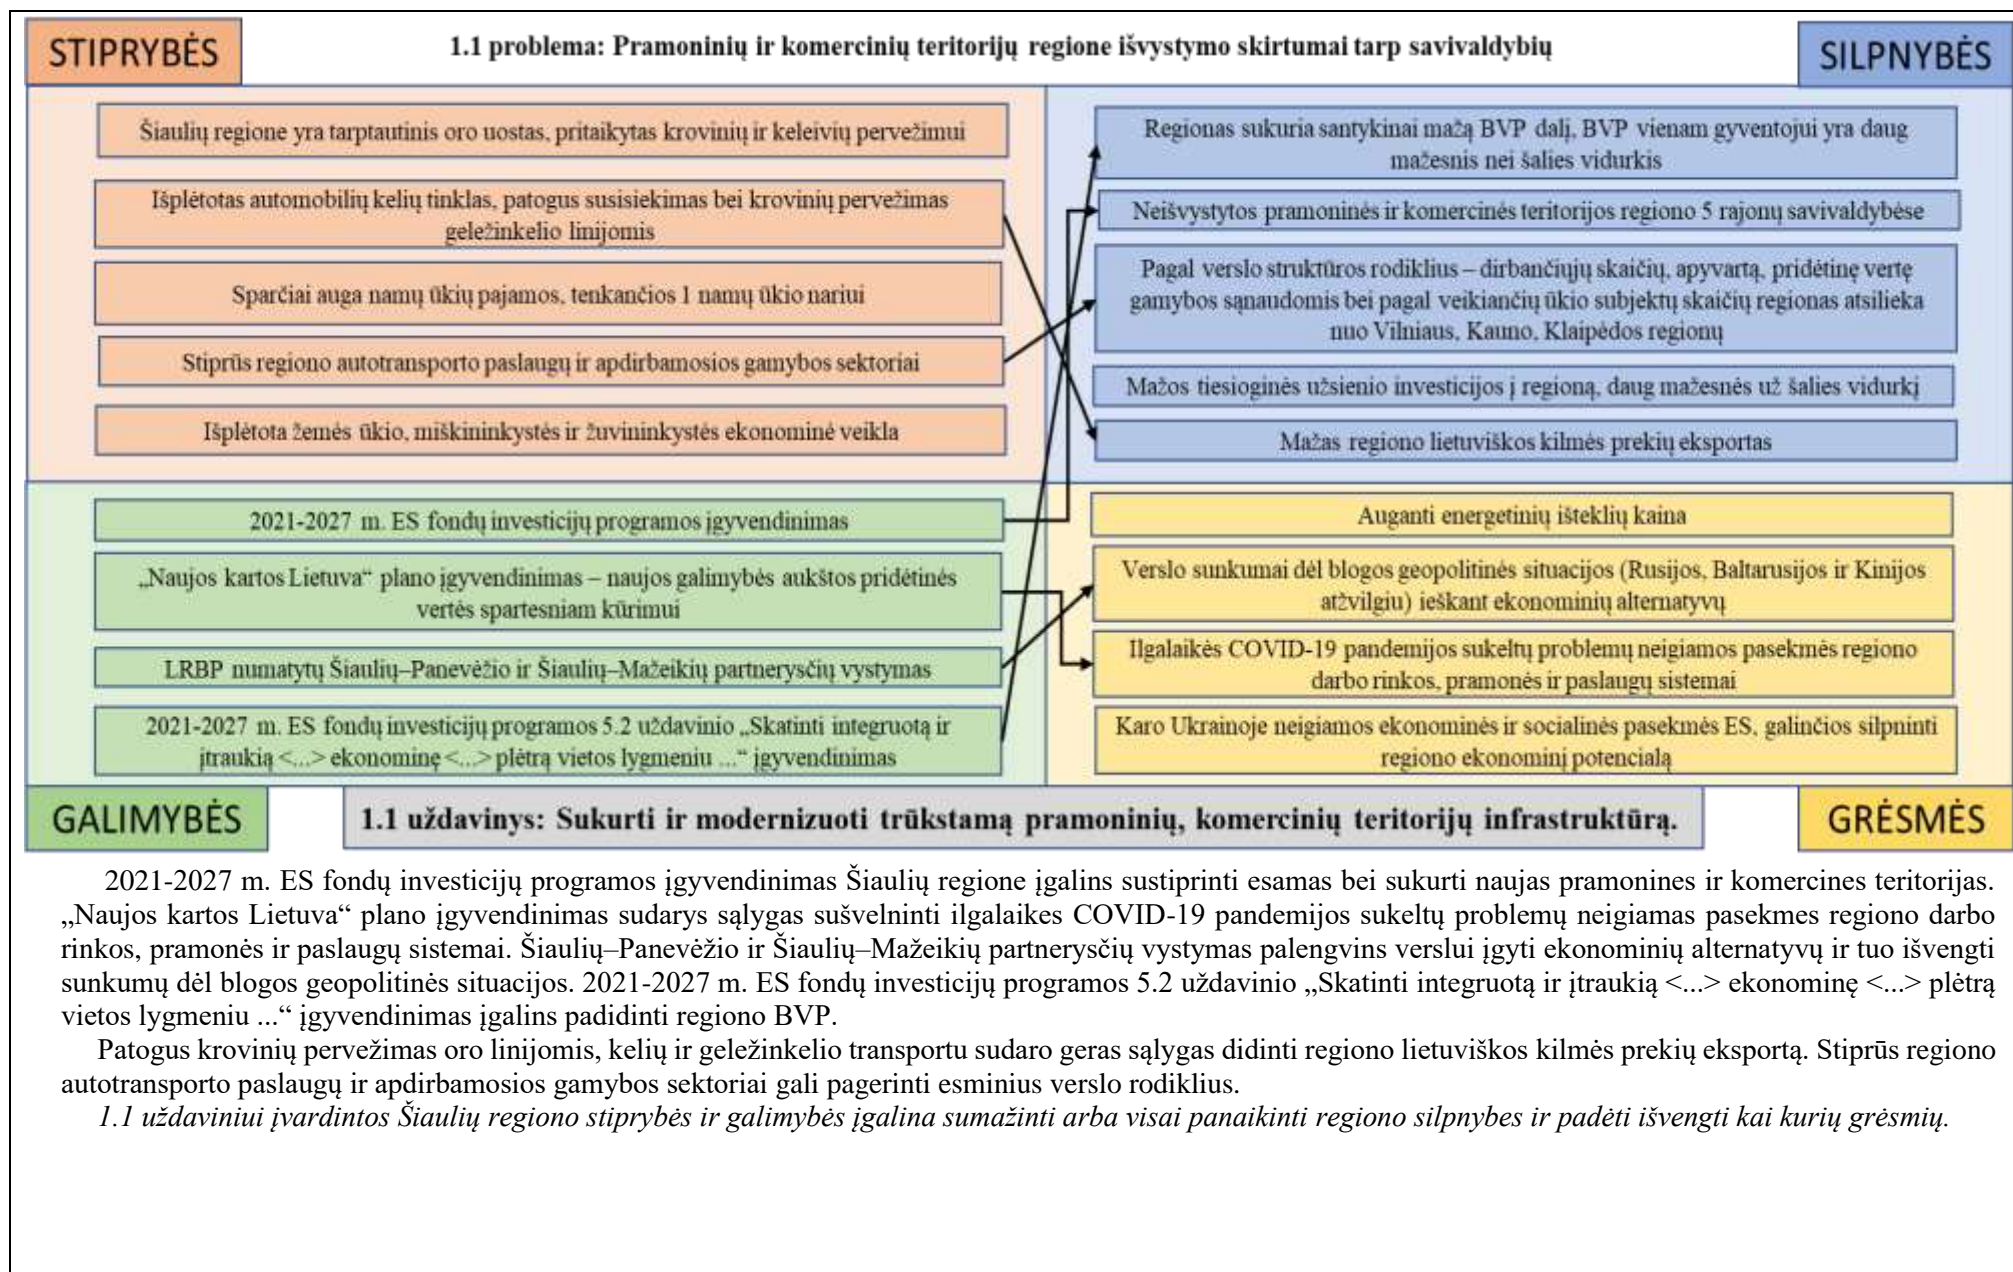 STIPRYBĖS
1.1 problema: Pramoninių ir komercinių teritorijų regione išvystymo skirtumai tarp savivaldybių
SILPNYBĖS
Šiaulių regione yra tarptautinis oro uostas, pritaikytas krovinių ir keleivių pervežimui
Išplėtotas automobilių kelių tinklas, patogus susisiekimas bei krovinių pervežimas
geležinkelio linijomis
Sparčiai auga namų ūkių pajamos, tenkančios 1 namų ūkio nariui
Stiprūs regiono autotransporto paslaugų ir apdirbamosios gamybos sektoriai
Išplėtota žemės ūkio, miškininkystės ir žuvininkystės ekonominė veikla
Regionas sukuria santykinai mažą BVP dalį, BVP vienam gyventojui yra daug
mažesnis nei šalies vidurkis
Neišvystytos pramoninės ir komercinės teritorijos regiono 5 rajonų savivaldybėse
Pagal verslo struktūros rodiklius – dirbančiųjų skaičių, apyvartą, pridėtinę vertę
gamybos sąnaudomis bei pagal veikiančių ūkio subjektų skaičių regionas atsilieka
nuo Vilniaus, Kauno, Klaipėdos regionų
Mažos tiesioginės užsienio investicijos į regioną, daug mažesnės už šalies vidurkį
Mažas regiono lietuviškos kilmės prekių eksportas
2021-2027 m. ES fondų investicijų programos įgyvendinimas
„Naujos kartos Lietuva“ plano įgyvendinimas – naujos galimybės aukštos pridėtinės
vertės spartesniam kūrimui
LRBP numatytų Šiaulių–Panevėžio ir Šiaulių–Mažeikių partnerysčių vystymas
2021-2027 m. ES fondų investicijų programos 5.2 uždavinio „Skatinti integruotą ir
įtraukią <...> ekonominę <...> plėtrą vietos lygmeniu ...“ įgyvendinimas
Auganti energetinių išteklių kaina
Verslo sunkumai dėl blogos geopolitinės situacijos (Rusijos, Baltarusijos ir Kinijos
atžvilgiu) ieškant ekonominių alternatyvų
Ilgalaikės COVID-19 pandemijos sukeltų problemų neigiamos pasekmės regiono
darbo rinkos, pramonės ir paslaugų sistemai
Karo Ukrainoje neigiamos ekonominės ir socialinės pasekmės ES, galinčios silpninti
regiono ekonominį potencialą
GALIMYBĖS
1.1 uždavinys: Sukurti ir modernizuoti trūkstamą pramoninių, komercinių teritorijų infrastruktūrą.
GRĖSMĖS
2021-2027 m. ES fondų investicijų programos įgyvendinimas Šiaulių regione įgalins sustiprinti esamas bei sukurti naujas pramonines ir komercines teritorijas.
„Naujos kartos Lietuva“ plano įgyvendinimas sudarys sąlygas sušvelninti ilgalaikes COVID-19 pandemijos sukeltų problemų neigiamas pasekmes regiono darbo
rinkos, pramonės ir paslaugų sistemai. Šiaulių–Panevėžio ir Šiaulių–Mažeikių partnerysčių vystymas palengvins verslui įgyti ekonominių alternatyvų ir tuo išvengti
sunkumų dėl blogos geopolitinės situacijos. 2021-2027 m. ES fondų investicijų programos 5.2 uždavinio „Skatinti integruotą ir įtraukią <...> ekonominę <...> plėtrą
vietos lygmeniu ...“ įgyvendinimas įgalins padidinti regiono BVP.
Patogus krovinių pervežimas oro linijomis, kelių ir geležinkelio transportu sudaro geras sąlygas didinti regiono lietuviškos kilmės prekių eksportą. Stiprūs regiono
autotransporto paslaugų ir apdirbamosios gamybos sektoriai gali pagerinti esminius verslo rodiklius.
1.1 uždaviniui įvardintos Šiaulių regiono stiprybės ir galimybės įgalina sumažinti arba visai panaikinti regiono silpnybes ir padėti išvengti kai kurių grėsmių.